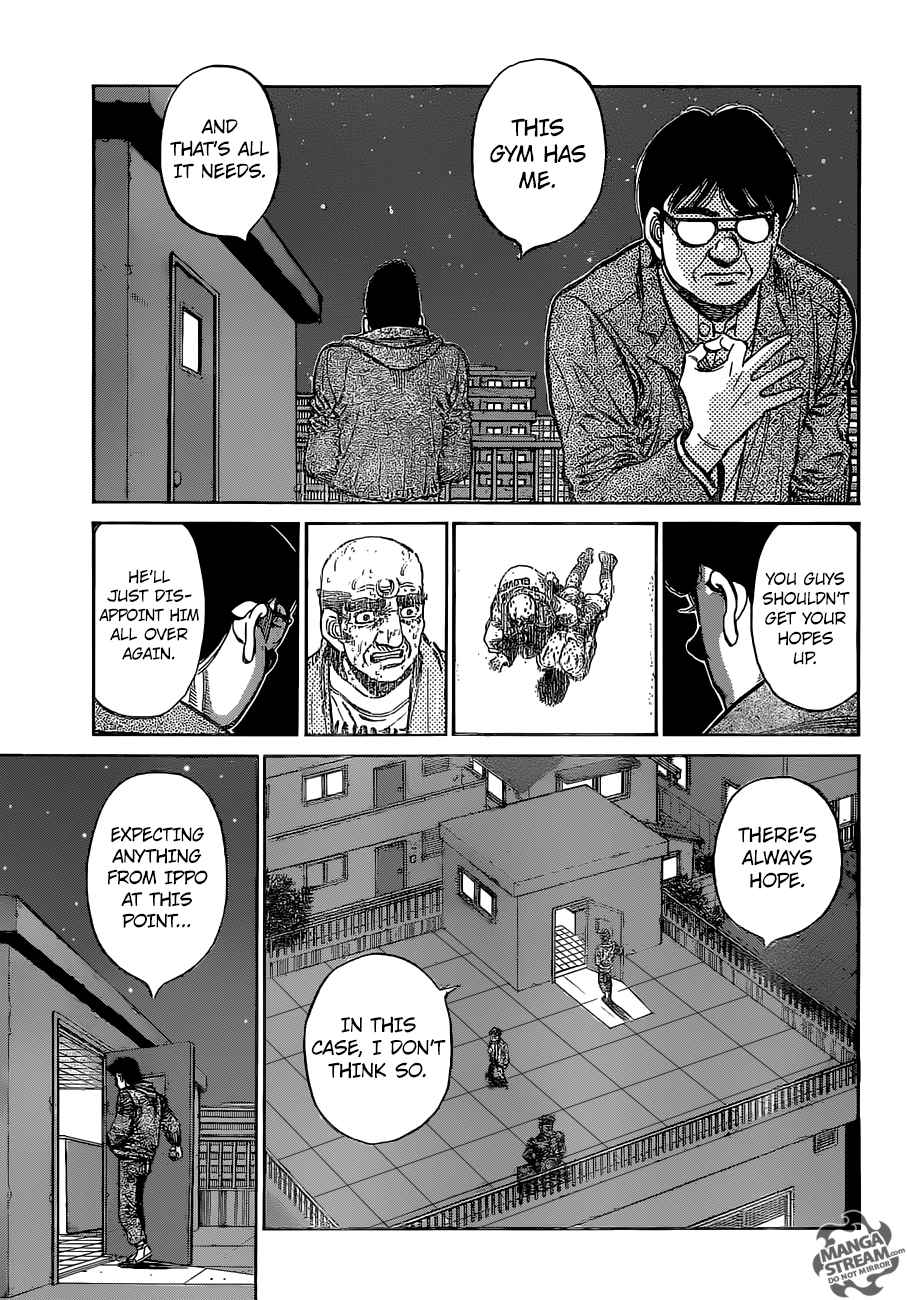 THIS
GYM HAS
ME.
AND
THAT'S ALL
IT NEEDS.
YOU GUYS
SHOULDN'T
GET YOUR
HOPES
UP.
HE'LL
JUST DIS-
APPOINT HIM
ALL OVER
AGAIN.
THERE'S
ALWAYS
HOPE.
IN THIS
CASE, I DON'T
THINK SO.
EXPECTING
ANYTHING
FROM IPPO
AT THIS
POINT...
MANGA
STREAM.com
DO NOT MIRROR!